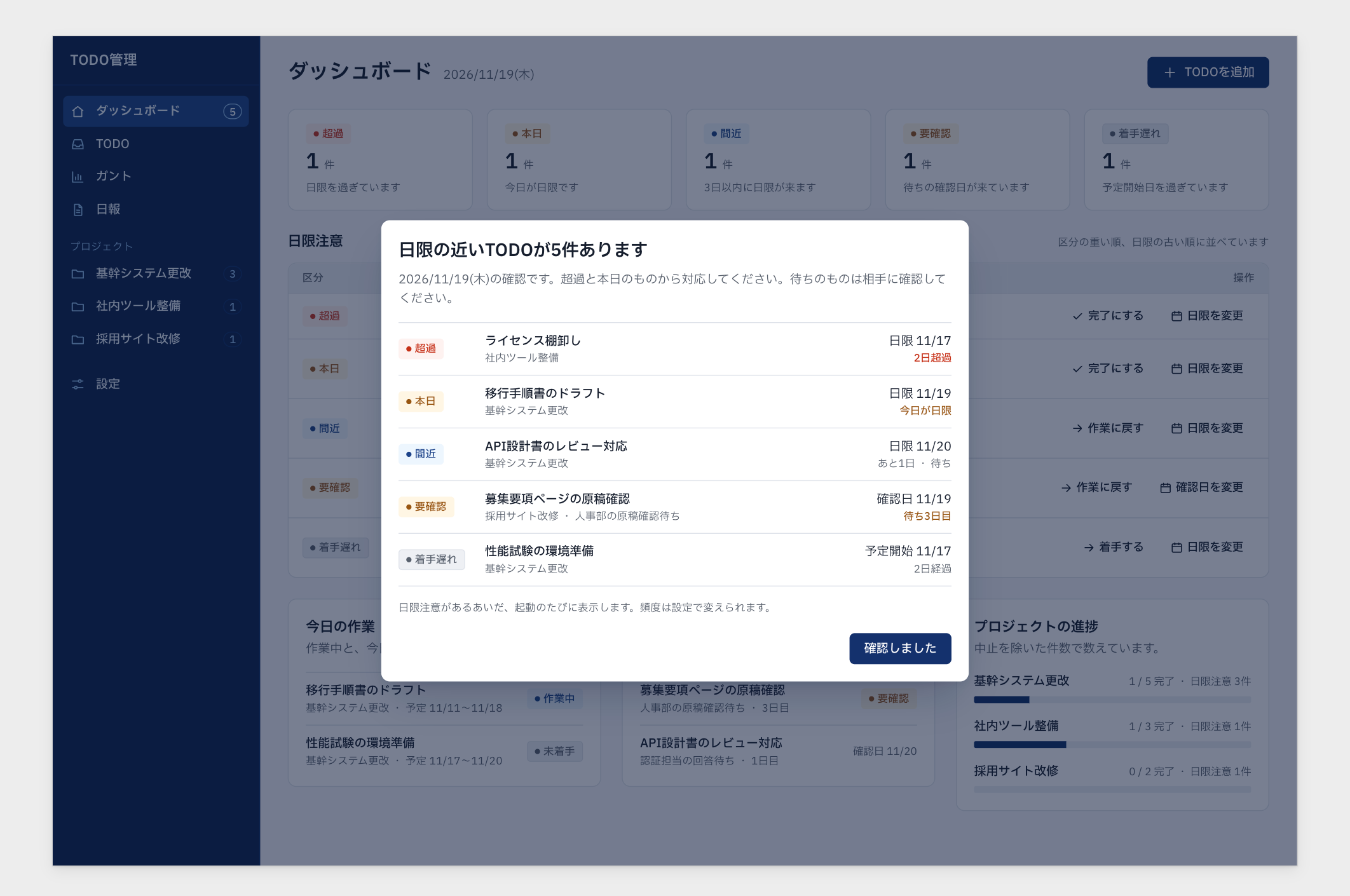 TODO管理
ダッシュボード 5
TODO
ガント
日報
プロジェクト
基幹システム更改 3
社内ツール整備 1
採用サイト改修 1
設定
ダッシュボード 2026/11/19(木)
＋ TODOを追加
超過
1 件
日限を過ぎています
本日
1 件
今日が日限です
間近
1 件
3日以内に日限が来ます
要確認
1 件
待ちの確認日が来ています
着手遅れ
1 件
予定開始日を過ぎています
日限注意
区分の重い順、日限の古い順に並べています
区分
操作
超過
完了にする 日限を変更
本日
完了にする 日限を変更
間近
作業に戻す 日限を変更
要確認
作業に戻す 確認日を変更
着手遅れ
着手する 日限を変更
日限の近いTODOが5件あります
2026/11/19(木)の確認です。超過と本日のものから対応してください。待ちのものは相手に確認して
ください。
超過
ライセンス棚卸し
社内ツール整備
日限 11/17
2日超過
本日
移行手順書のドラフト
基幹システム更改
日限 11/19
今日が日限
間近
API設計書のレビュー対応
基幹システム更改
日限 11/20
あと1日 ・ 待ち
要確認
募集要項ページの原稿確認
採用サイト改修 ・ 人事部の原稿確認待ち
確認日 11/19
待ち3日目
着手遅れ
性能試験の環境準備
基幹システム更改
予定開始 11/17
2日経過
日限注意があるあいだ、起動のたびに表示します。頻度は設定で変えられます。
確認しました
今日の作業
作業中と、今
移行手順書のドラフト
基幹システム更改 ・ 予定 11/11〜11/18
作業中
性能試験の環境準備
基幹システム更改 ・ 予定 11/17〜11/20
未着手
募集要項ページの原稿確認
人事部の原稿確認待ち ・ 3日目
要確認
API設計書のレビュー対応
認証担当の回答待ち ・ 1日目
確認日 11/20
プロジェクトの進捗
中止を除いた件数で数えています。
基幹システム更改
1 / 5 完了 ・ 日限注意 3件
社内ツール整備
1 / 3 完了 ・ 日限注意 1件
採用サイト改修
0 / 2 完了 ・ 日限注意 1件